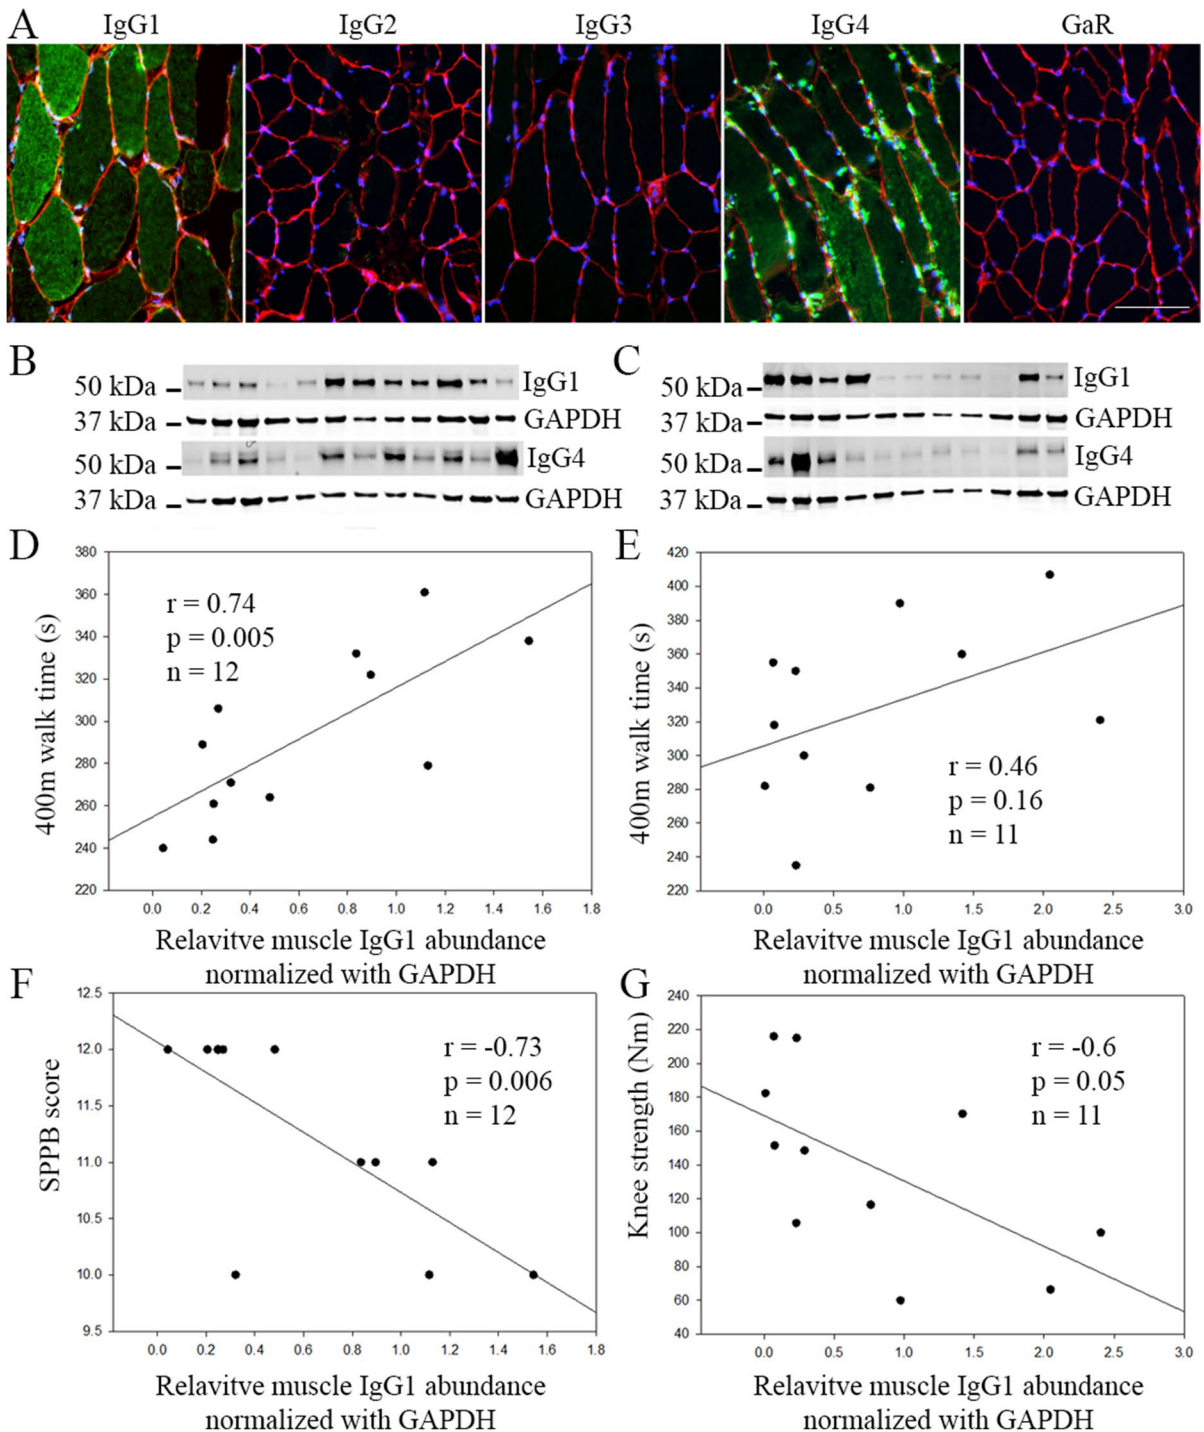 A
IgG1 IgG2 IgG3 IgG4 GaR
B
50 kDa IgG1
37 kDa GAPDH
50 kDa IgG4
37 kDa GAPDH
C
50 kDa IgG1
37 kDa GAPDH
50 kDa IgG4
37 kDa GAPDH
D
400m walk time (s)
380
360
340
320
300
280
260
240
220
r = 0.74
p = 0.005
n = 12
0.0 0.2 0.4 0.6 0.8 1.0 1.2 1.4 1.6 1.8
Relavitve muscle IgG1 abundance
normalized with GAPDH
E
400m walk time (s)
420
400
380
360
340
320
300
280
260
240
220
r = 0.46
p = 0.16
n = 11
0.0 0.5 1.0 1.5 2.0 2.5 3.0
Relavitve muscle IgG1 abundance
normalized with GAPDH
F
SPPB score
12.5
12.0
11.5
11.0
10.5
10.0
9.5
r = -0.73
p = 0.006
n = 12
0.0 0.2 0.4 0.6 0.8 1.0 1.2 1.4 1.6 1.8
Relavitve muscle IgG1 abundance
normalized with GAPDH
G
Knee strength (Nm)
240
220
200
180
160
140
120
100
80
60
40
r = -0.6
p = 0.05
n = 11
0.0 0.5 1.0 1.5 2.0 2.5 3.0
Relavitve muscle IgG1 abundance
normalized with GAPDH